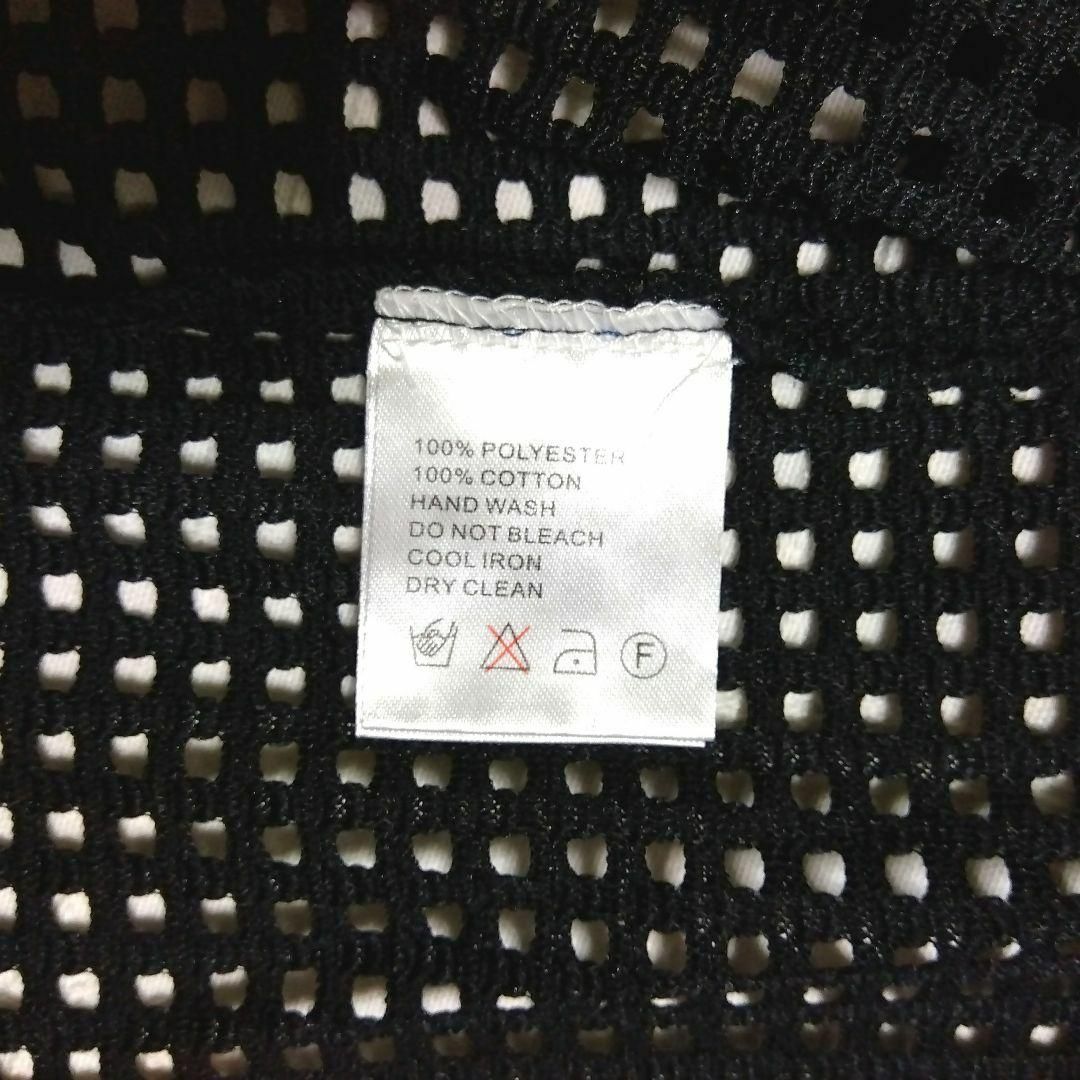 100% POLYESTER
100% COTTON
HAND WASH
DO NOT BLEACH
COOL IRON
DRY CLEAN
F